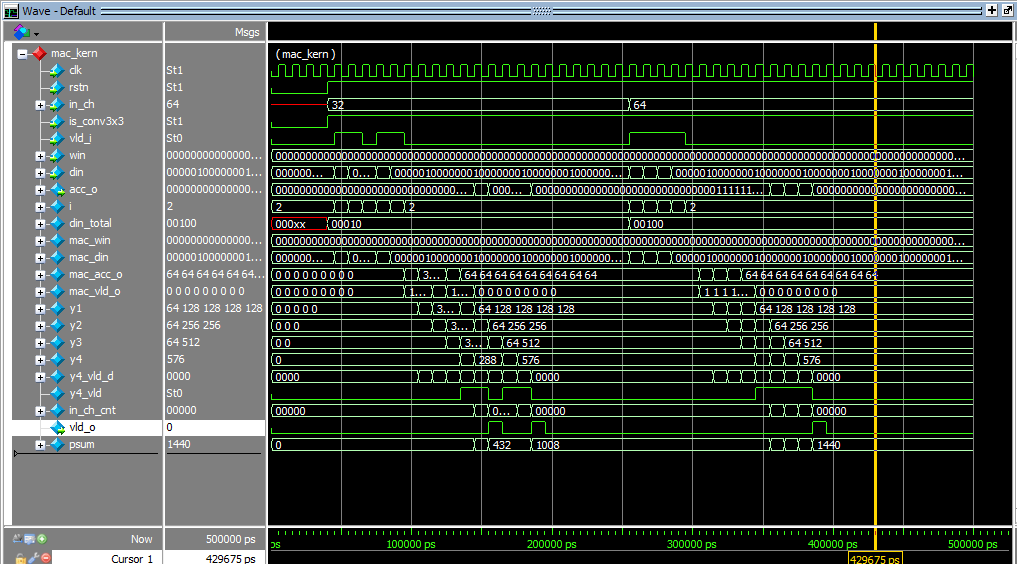 Wave - Default
Msgs
mac_kern
( mac_kern )
clk St1
rstn St1
in_ch 64 32 64
is_conv3x3 St1
vld_i St0
win 00000000000000...
din 00000100000001... 000000... 0...
acc_o 00000000000000... 000...
i 2 2 2 2
din_total 00100 000xx 00010 00100
mac_win 00000000000000...
mac_din 00000100000001... 000000... 0...
mac_acc_o 64 64 64 64 64 64... 0 0 0 0 0 0 0 0 0 3... 64 64 64 64 64 64 64 64 64 64 64 64 64 64 64 64 64 64
mac_vld_o 0 0 0 0 0 0 0 0 0 0 0 0 0 0 0 0 0 0 1... 1... 0 0 0 0 0 0 0 0 0 1 1 1 1... 0 0 0 0 0 0 0 0 0
y1 64 128 128 128 128 0 0 0 0 0 3... 64 128 128 128 128 64 128 128 128 128
y2 64 256 256 0 0 0 3... 64 256 256 64 256 256
y3 64 512 0 0 3... 64 512 64 512
y4 576 0 288 576 576
y4_vld_d 0000 0000 0000 0000
y4_vld St0
in_ch_cnt 00000 00000 0... 00000 00000
vld_o 0
psum 1440 0 432 1008 1440
Now 500000 ps ps 100000 ps 200000 ps 300000 ps 400000 ps 500000 ps
Cursor 1 429675 ps 429675 ps